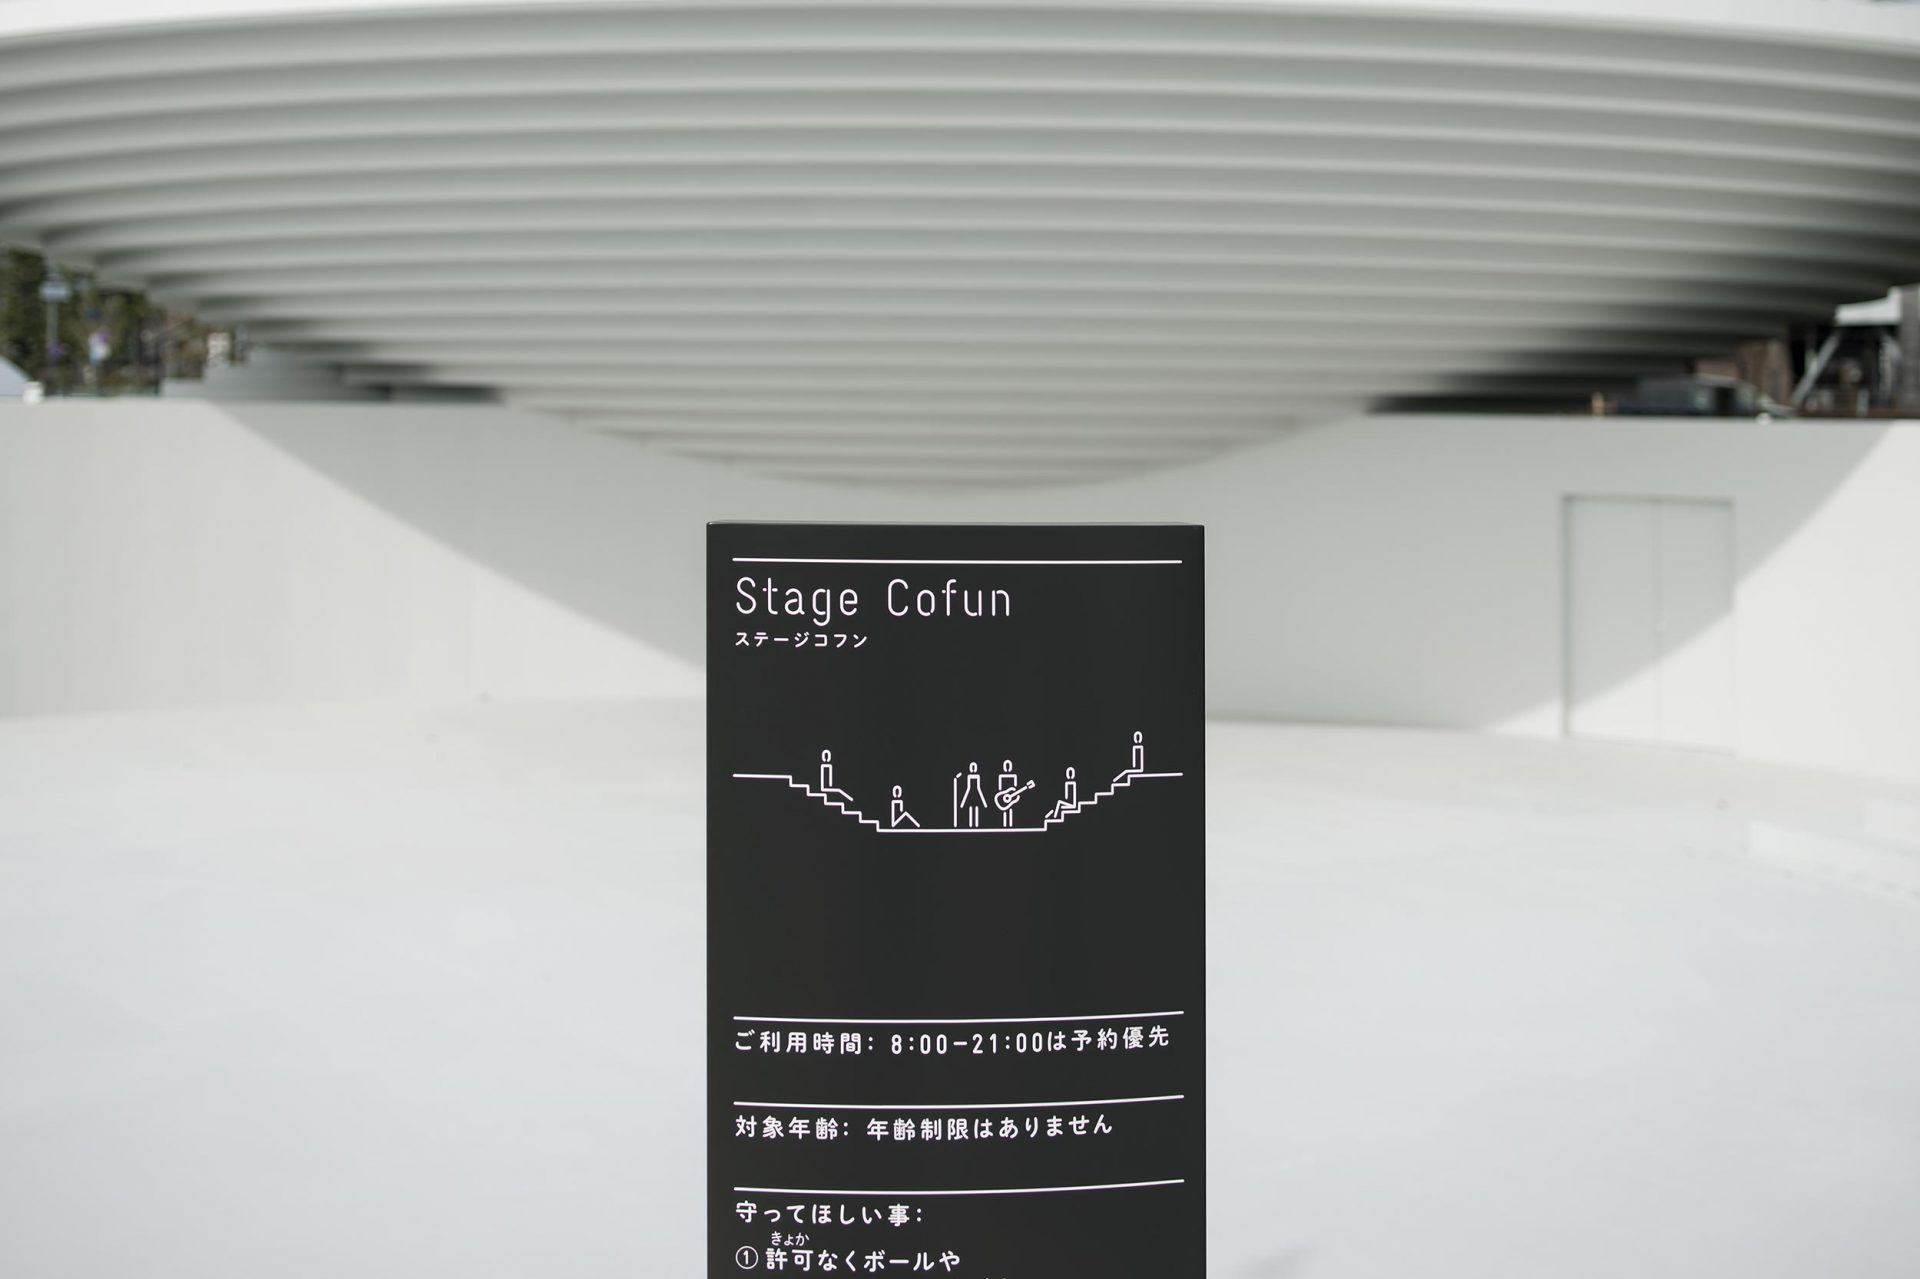 Stage Cofun
ステージコフン
ご利用時間: 8:00-21:00は予約優先
対象年齢: 年齢制限はありません
守ってほしい事:
きょか
① 許可なくボールや